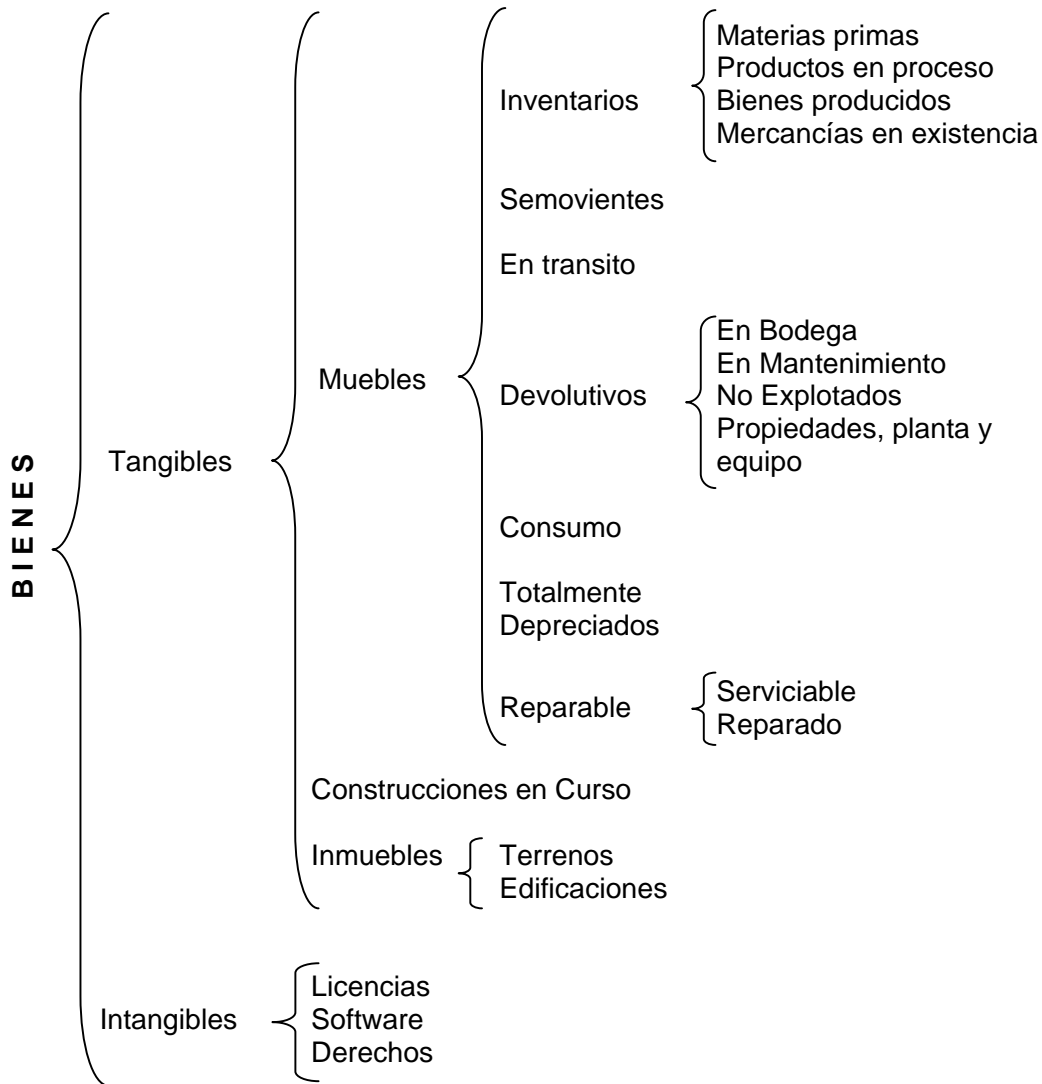 BIENES
Tangibles
Muebles
Inventarios
Materias primas
Productos en proceso
Bienes producidos
Mercancías en existencia
Semovientes
En transito
Devolutivos
En Bodega
En Mantenimiento
No Explotados
Propiedades, planta y
equipo
Consumo
Totalmente
Depreciados
Reparable
Serviciable
Reparado
Construcciones en Curso
Inmuebles
Terrenos
Edificaciones
Intangibles
Licencias
Software
Derechos